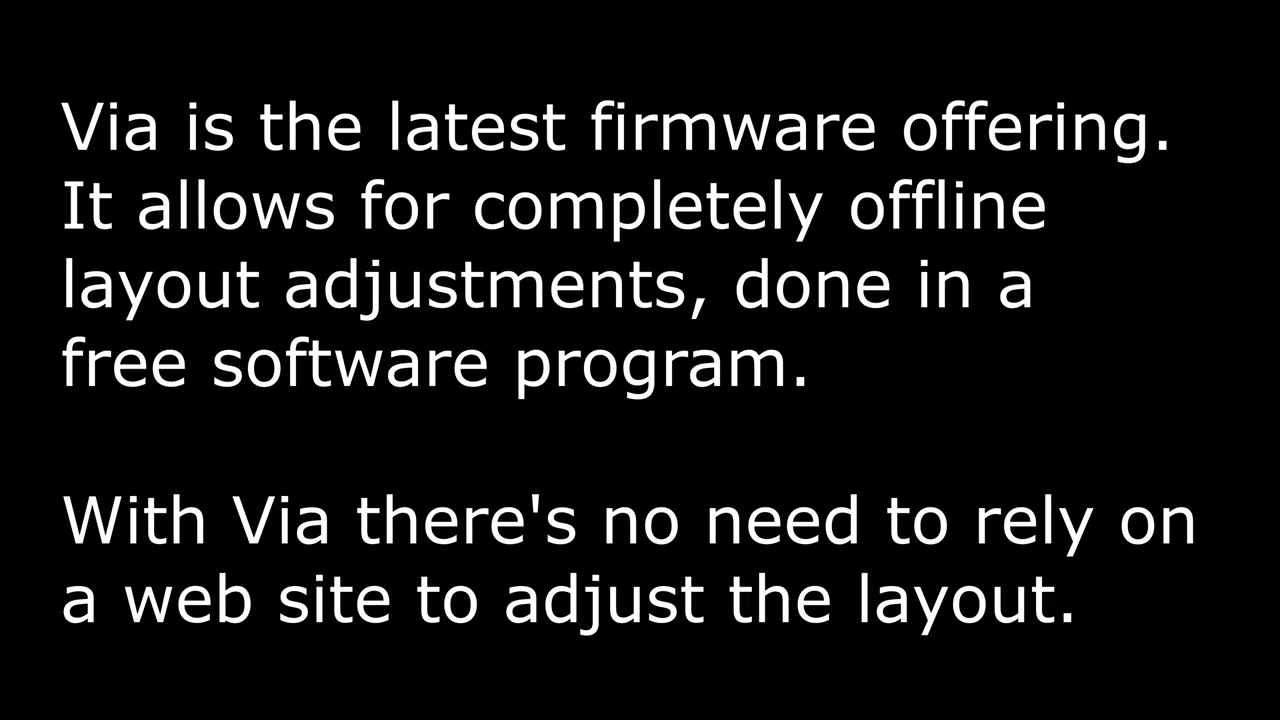 Via is the latest firmware offering.
It allows for completely offline
layout adjustments, done in a
free software program.
With Via there's no need to rely on
a web site to adjust the layout.